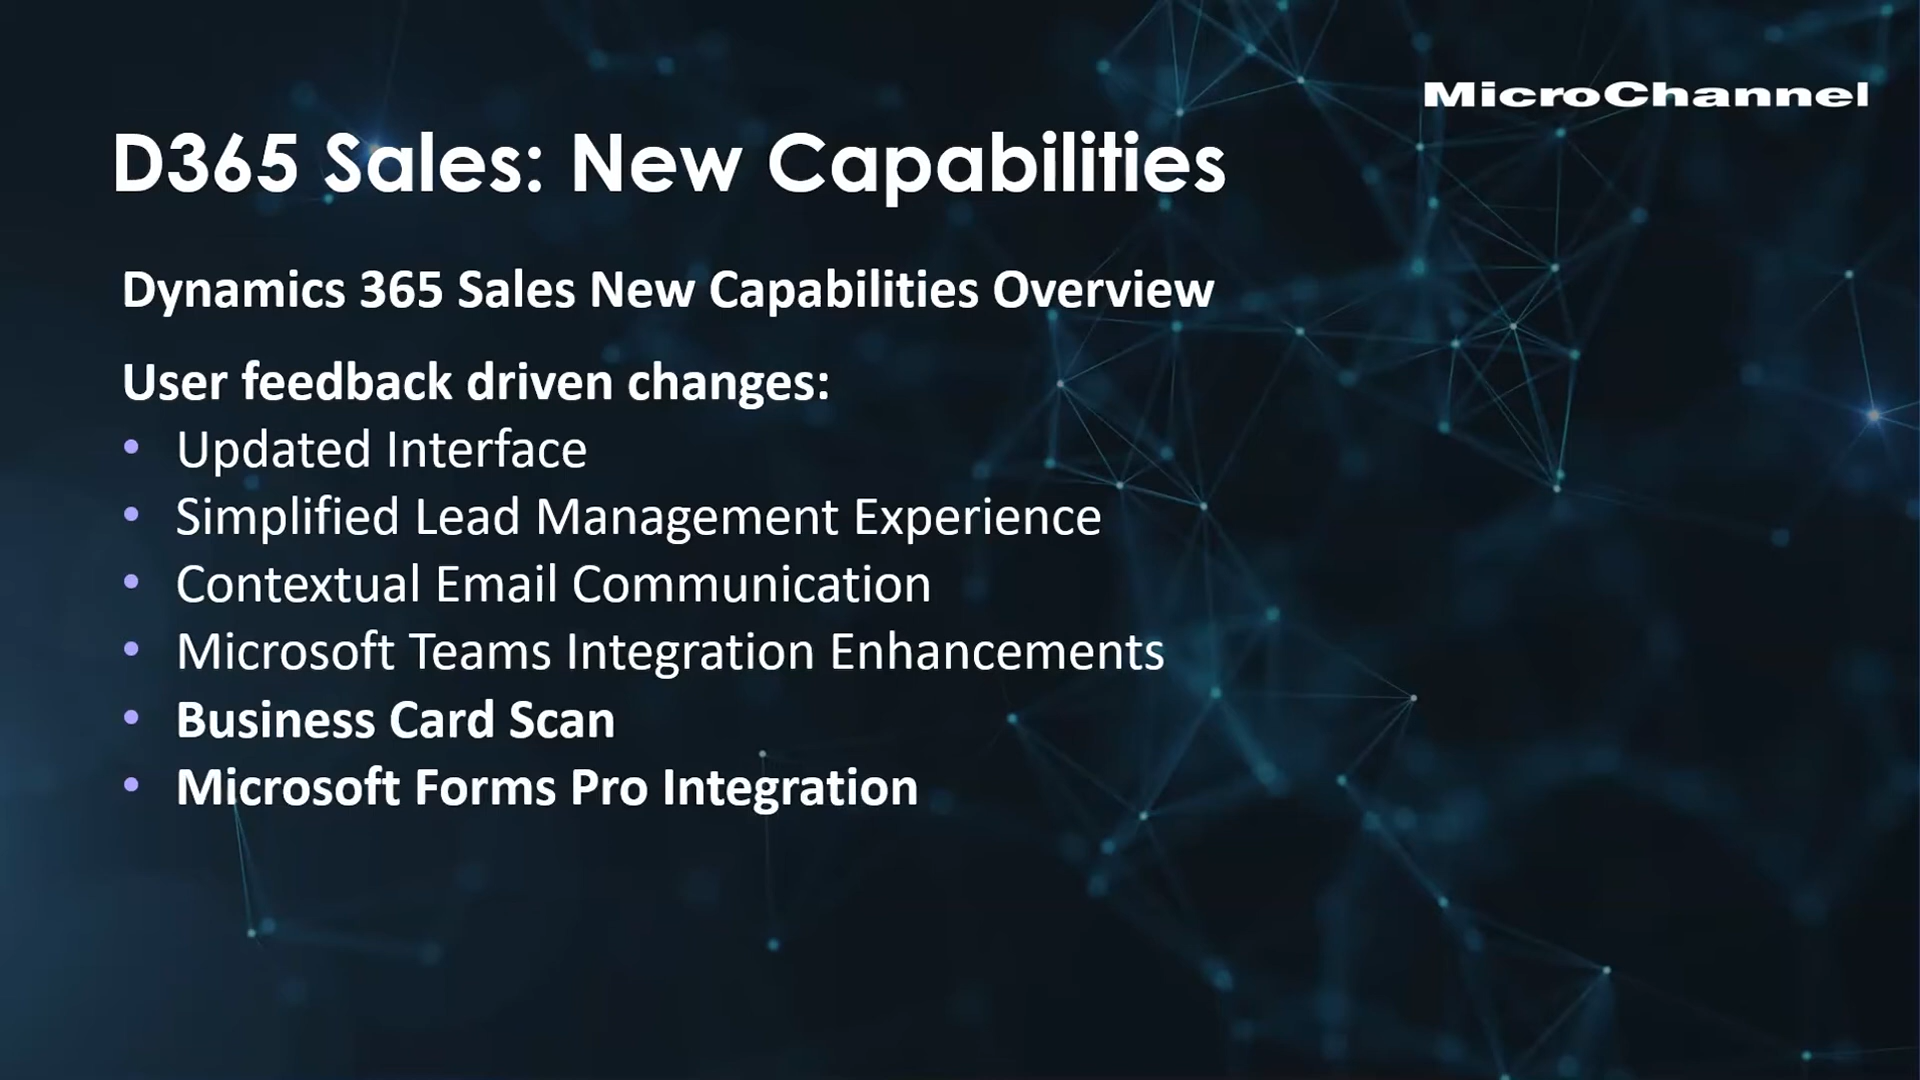 MicroChannel
D365 Sales: New Capabilities
Dynamics 365 Sales New Capabilities Overview
User feedback driven changes:
• Updated Interface
• Simplified Lead Management Experience
• Contextual Email Communication
• Microsoft Teams Integration Enhancements
• Business Card Scan
• Microsoft Forms Pro Integration